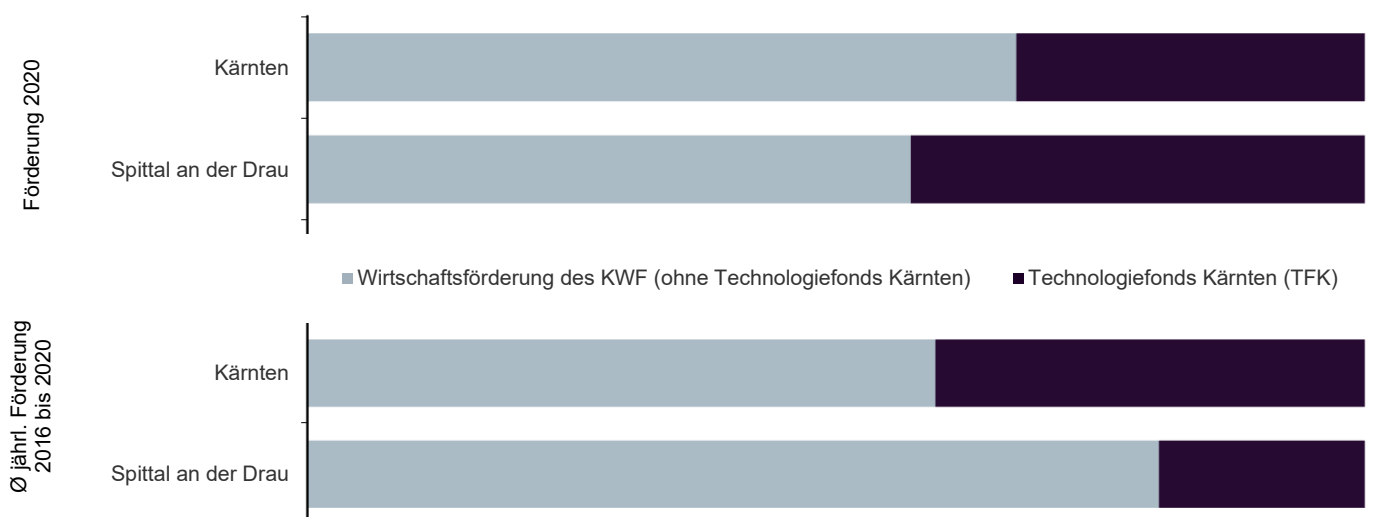 Förderung 2020
Kärnten
Spittal an der Drau
Wirtschaftsförderung des KWF (ohne Technologiefonds Kärnten)
Technologiefonds Kärnten (TFK)
Ø jährl. Förderung
2016 bis 2020
Kärnten
Spittal an der Drau